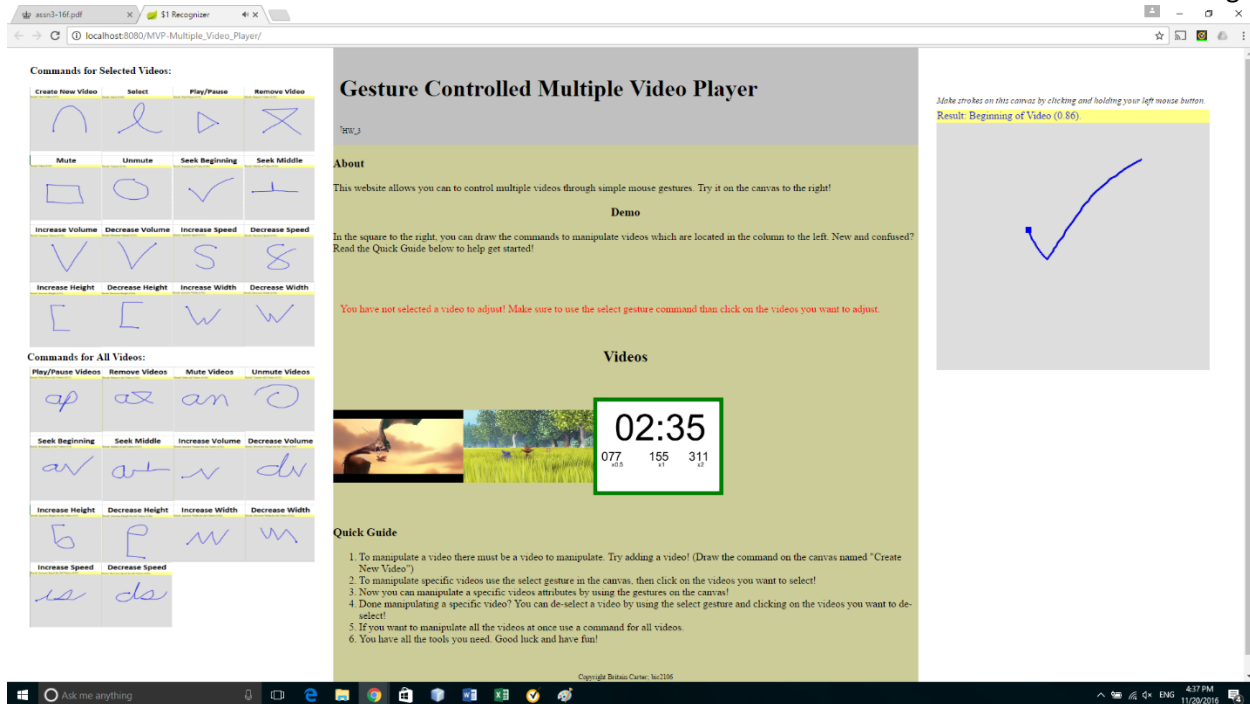 assn3-16f.pdf
$1 Recognizer
localhost:8080/MVP-Multiple_Video_Player/
Commands for Selected Videos:
Create New Video Select Play/Pause Remove Video
Mute Unmute Seek Beginning Seek Middle
Increase Volume Decrease Volume Increase Speed Decrease Speed
Increase Height Decrease Height Increase Width Decrease Width
Commands for All Videos:
Play/Pause Videos Remove Videos Mute Videos Unmute Videos
Seek Beginning Seek Middle Increase Volume Decrease Volume
Increase Height Decrease Height Increase Width Decrease Width
Increase Speed Decrease Speed
Gesture Controlled Multiple Video Player
HW_3
About
This website allows you can to control multiple videos through simple mouse gestures. Try it on the canvas to the right!
Demo
In the square to the right, you can draw the commands to manipulate videos which are located in the column to the left. New and confused?
Read the Quick Guide below to help get started!
You have not selected a video to adjust! Make sure to use the select gesture command than click on the videos you want to adjust.
Videos
02:35
077 155 311
x0.5 x1 x2
Quick Guide
1. To manipulate a video there must be a video to manipulate. Try adding a video! (Draw the command on the canvas named "Create
New Video")
2. To manipulate specific videos use the select gesture in the canvas, then click on the videos you want to select!
3. Now you can manipulate a specific videos attributes by using the gestures on the canvas!
4. Done manipulating a specific video? You can de-select a video by using the select gesture and clicking on the videos you want to de-
select!
5. If you want to manipulate all the videos at once use a command for all videos.
6. You have all the tools you need. Good luck and have fun!
Copyright Britain Carter, bic2106
Make strokes on this canvas by clicking and holding your left mouse button.
Result: Beginning of Video (0.86).
Ask me anything
ENG
4:37 PM
11/20/2016